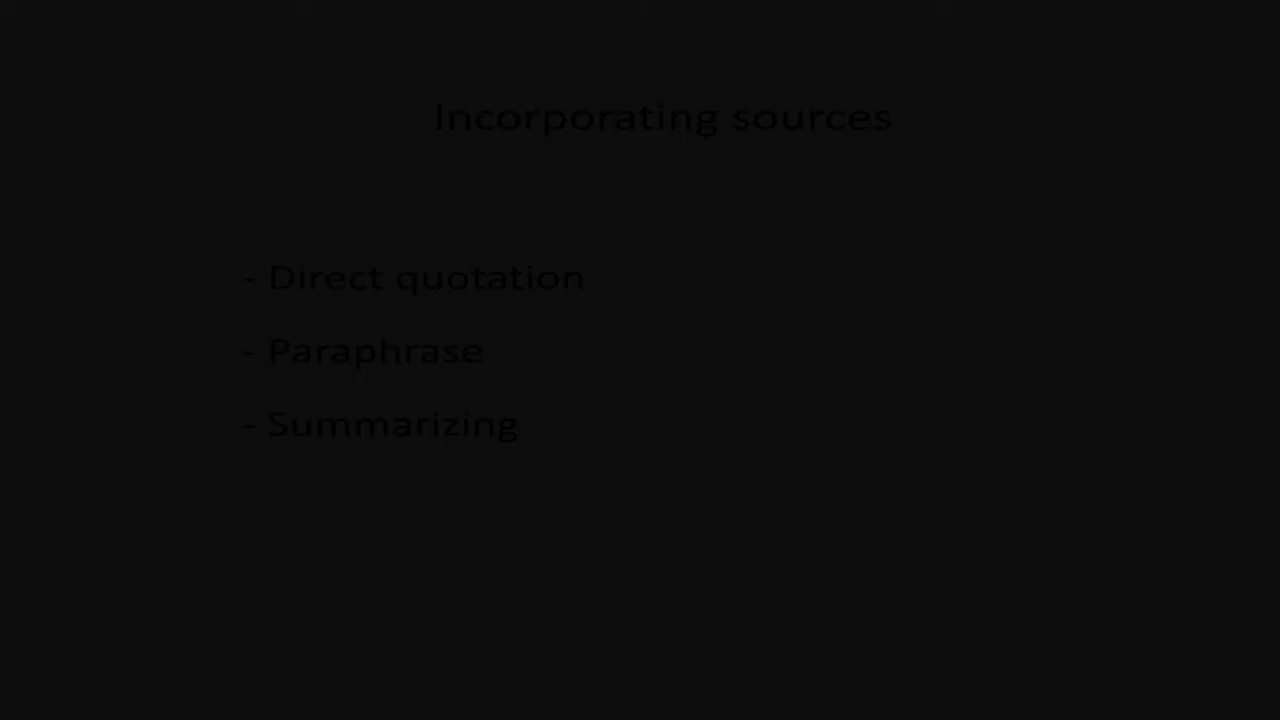 Incorporating sources
- Direct quotation
- Paraphrase
- Summarizing